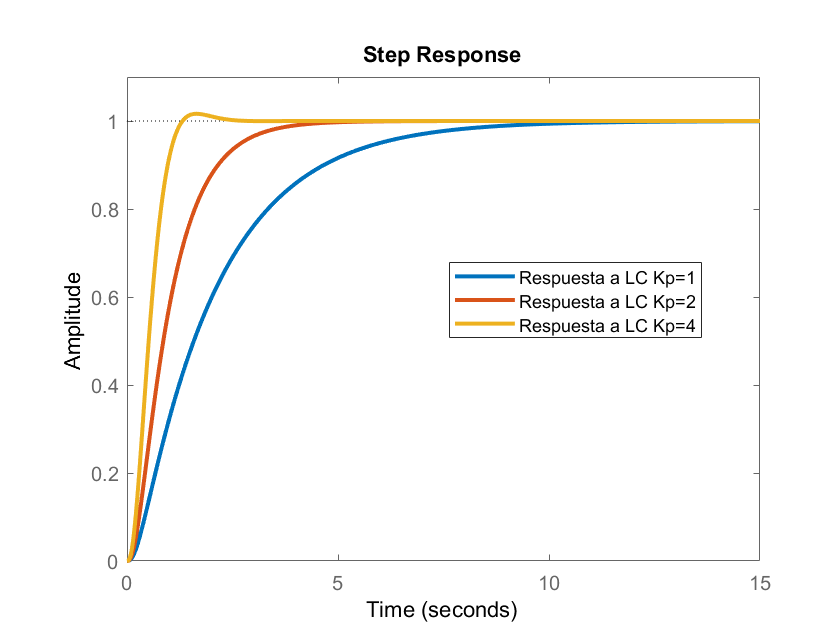 Step Response
1
0.8
0.6
0.4
0.2
0
Amplitude
Respuesta a LC Kp=1
Respuesta a LC Kp=2
Respuesta a LC Kp=4
0 5 10 15
Time (seconds)